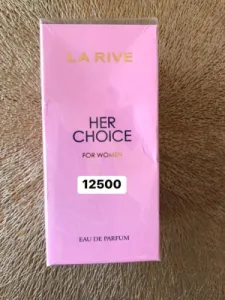 LA RIVE
HER
CHOICE
FOR WOMEN
12500
EAU DE PARFUM